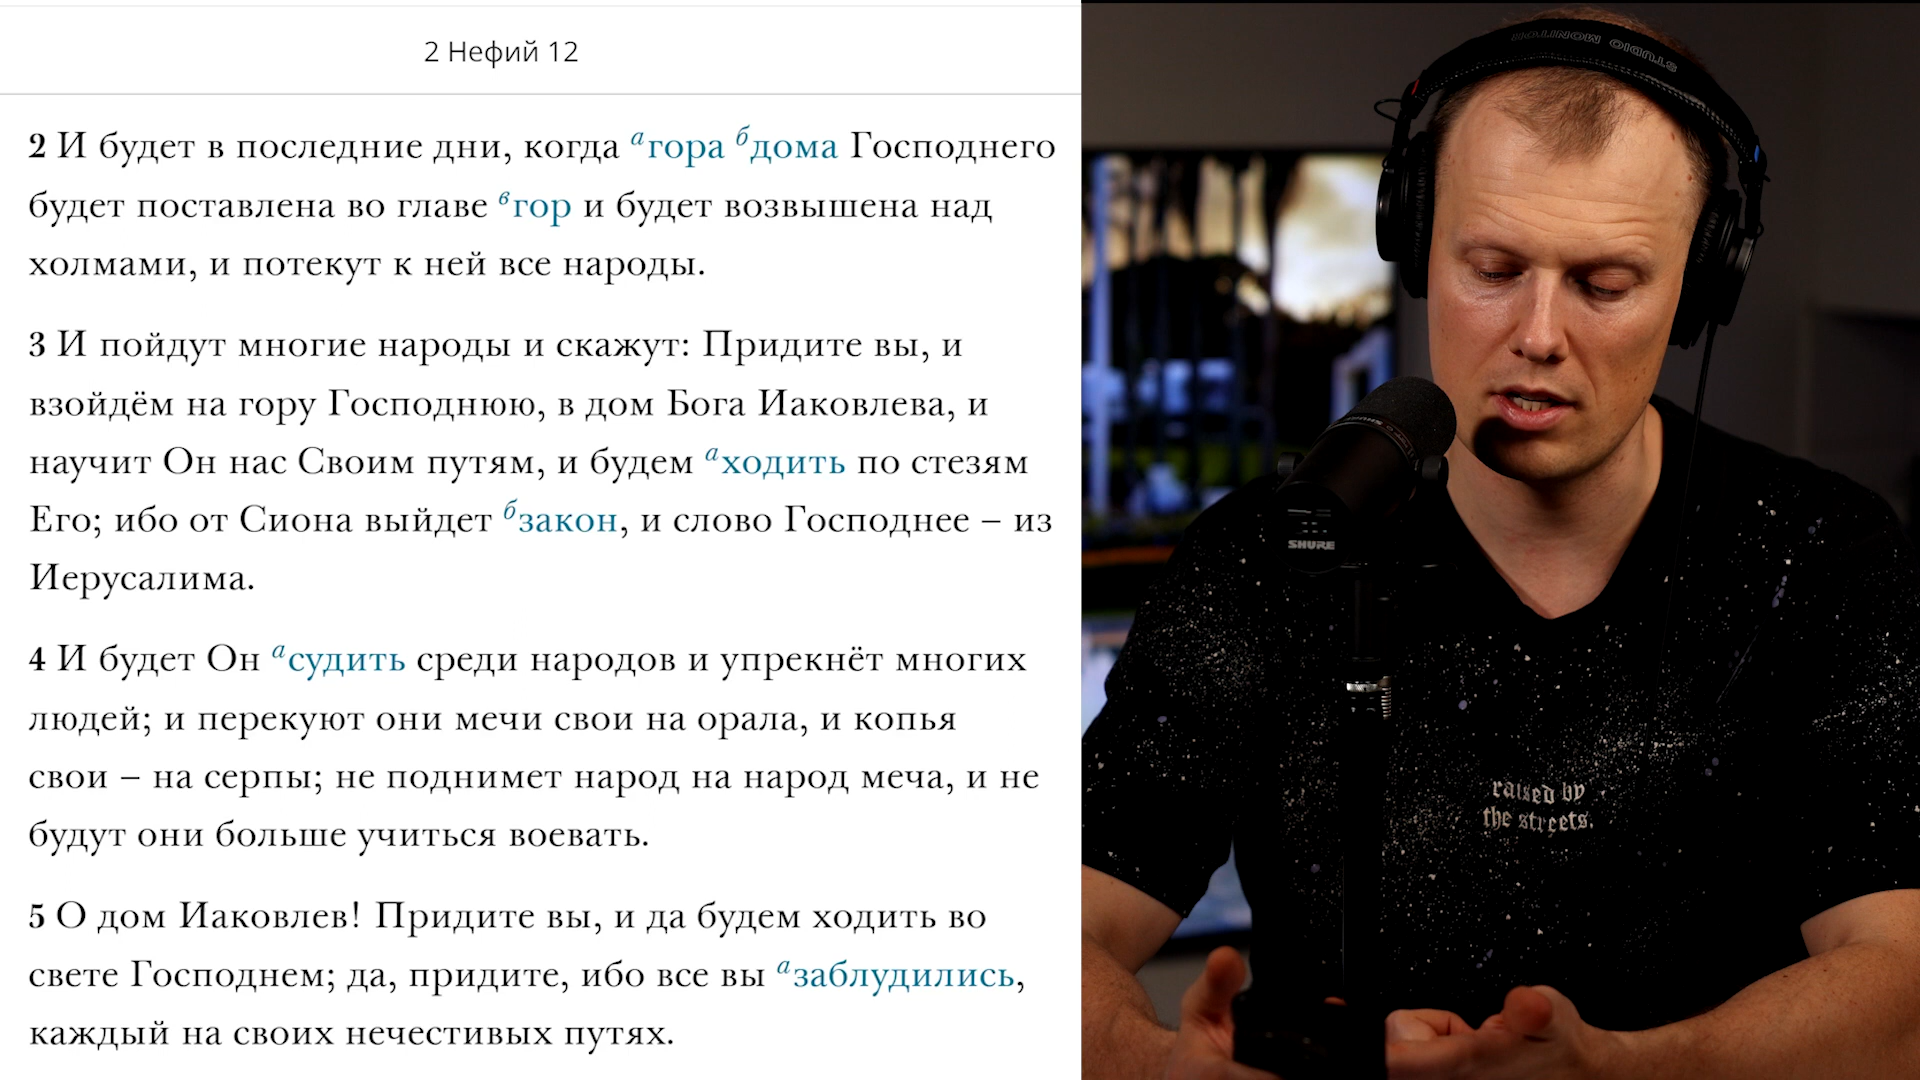 2 Нефий 12
2 И будет в последние дни, когда ᵃгора ᵇдома Господнего
будет поставлена во главе ᵛгор и будет возвышена над
холмами, и потекут к ней все народы.
3 И пойдут многие народы и скажут: Придите вы, и
взойдём на гору Господнюю, в дом Бога Иаковлева, и
научит Он нас Своим путям, и будем ᵃходить по стезям
Его; ибо от Сиона выйдет бзакон, и слово Господнее – из
Иерусалима.
4 И будет Он ᵃсудить среди народов и упрекнёт многих
людей; и перекуют они мечи свои на орала, и копья
свои – на серпы; не поднимет народ на народ меча, и не
будут они больше учиться воевать.
5 О дом Иаковлев! Придите вы, и да будем ходить во
свете Господнем; да, придите, ибо все вы ᵃзаблудились,
каждый на своих нечестивых путях.
STUDIO MONITOR
SHURE
raised by
the streets.